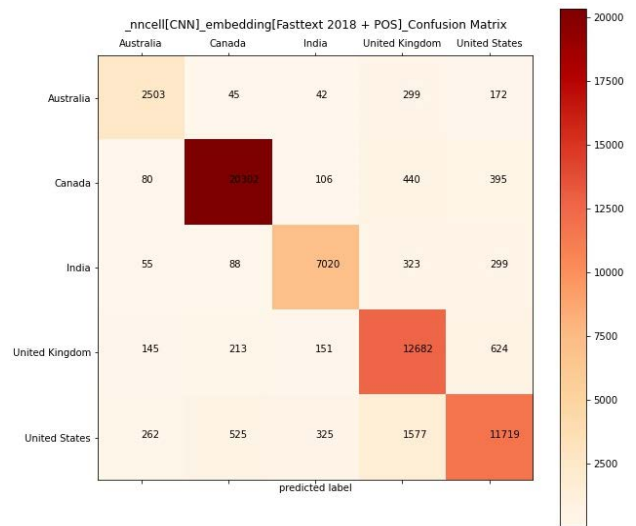 _nncell[CNN]_embedding[Fasttext 2018 + POS]_Confusion Matrix
Australia Canada India United Kingdom United States
Australia 2503 45 42 299 172
Canada 80 20302 106 440 395
India 55 88 7020 323 299
United Kingdom 145 213 151 12682 624
United States 262 525 325 1577 11719
predicted label
20000
17500
15000
12500
10000
7500
5000
2500